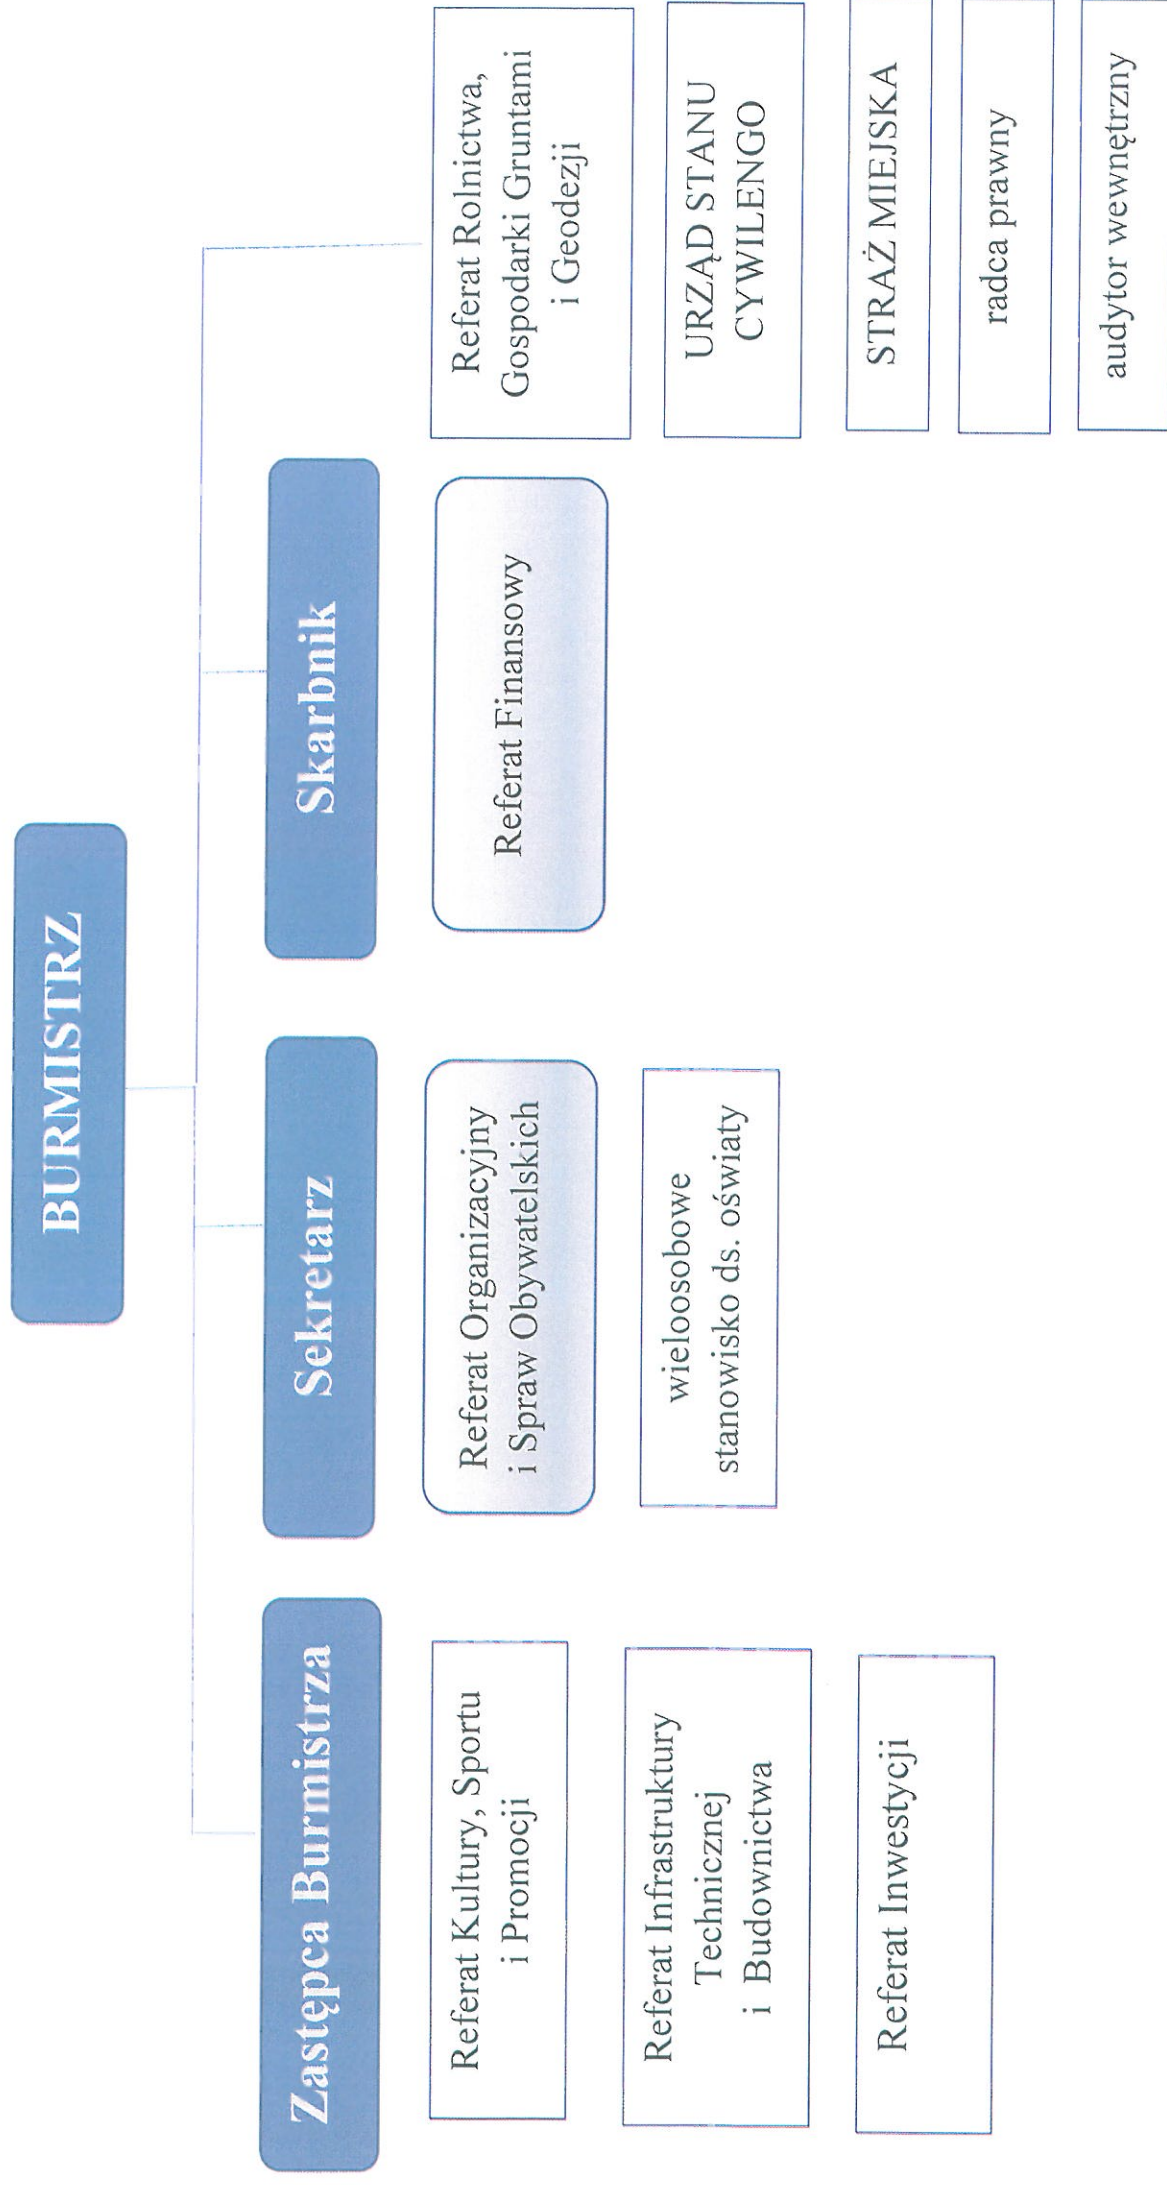 BURMISTRZ
Zastępca Burmistrza
Referat Kultury, Sportu
i Promocji
Referat Infrastruktury
Technicznej
i Budownictwa
Referat Inwestycji
Sekretarz
Referat Organizacyjny
i Spraw Obywatelskich
wieloosobowe
stanowisko ds. oświaty
Skarbnik
Referat Finansowy
Referat Rolnictwa,
Gospodarki Gruntami
i Geodezji
URZĄD STANU
CYWILENGO
STRAŻ MIEJSKA
radca prawny
audytor wewnętrzny